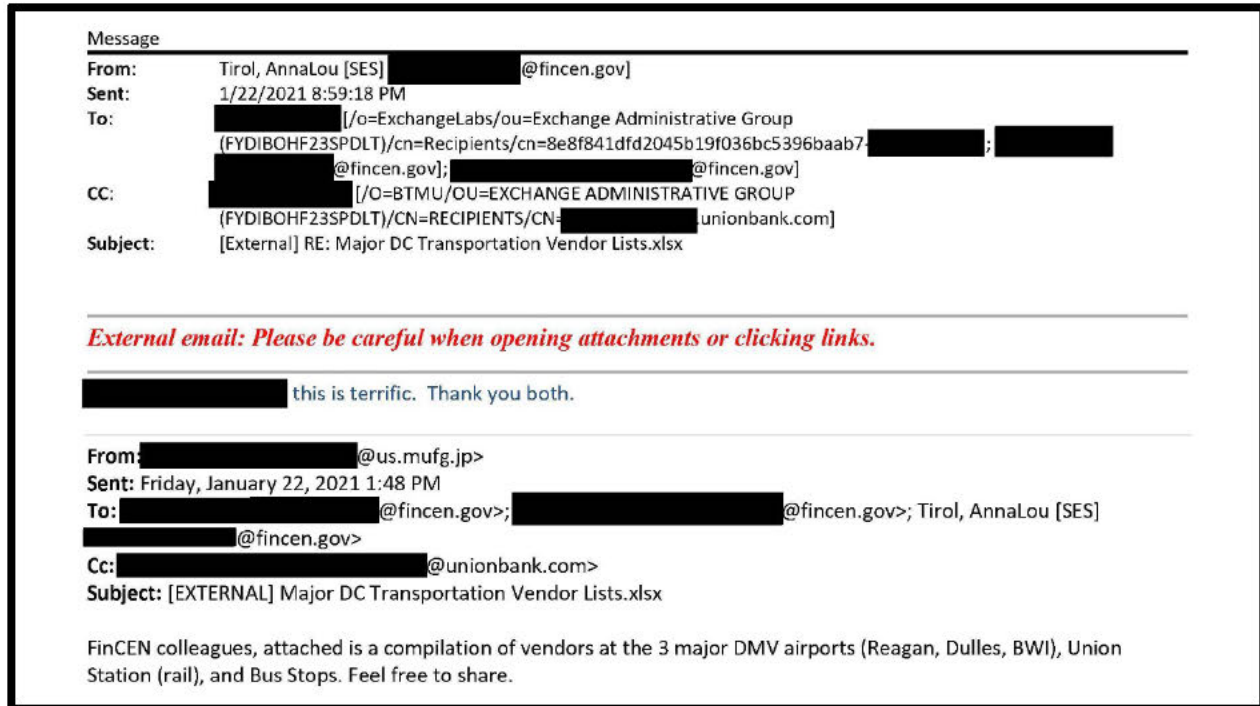 Message
From: Tirol, AnnaLou [SES] @fincen.gov]
Sent: 1/22/2021 8:59:18 PM
To: [/o=ExchangeLabs/ou=Exchange Administrative Group
(FYDIBOHF23SPDLT)/cn=Recipients/cn=8e8f841dfd2045b19f036bc5396baab7- ;
@fincen.gov]; @fincen.gov]
CC: [/O=BTMU/OU=EXCHANGE ADMINISTRATIVE GROUP
(FYDIBOHF23SPDLT)/CN=RECIPIENTS/CN= .unionbank.com]
Subject: [External] RE: Major DC Transportation Vendor Lists.xlsx
External email: Please be careful when opening attachments or clicking links.
this is terrific. Thank you both.
From: @us.mufg.jp>
Sent: Friday, January 22, 2021 1:48 PM
To: @fincen.gov>; @fincen.gov>; Tirol, AnnaLou [SES]
@fincen.gov>
Cc: @unionbank.com>
Subject: [EXTERNAL] Major DC Transportation Vendor Lists.xlsx
FinCEN colleagues, attached is a compilation of vendors at the 3 major DMV airports (Reagan, Dulles, BWI), Union
Station (rail), and Bus Stops. Feel free to share.